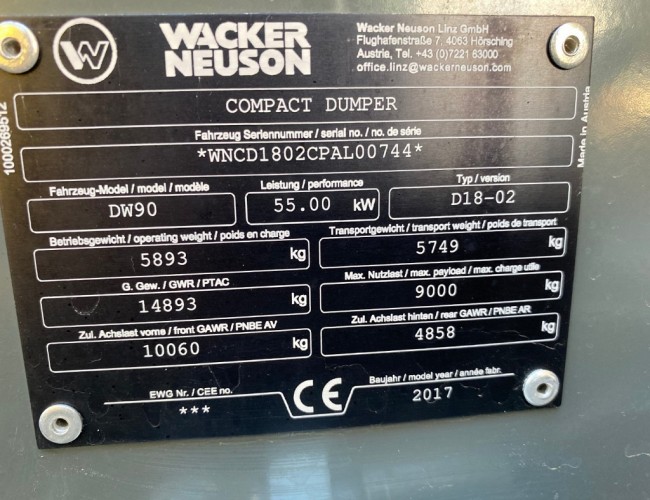 W
WACKER
NEUSON
Wacker Neuson Linz GmbH
Flughafenstraße 7, 4063 Hörsching
Austria, Tel. +43 (0)7221 63000
office.linz@wackerneuson.com
COMPACT DUMPER
Fahrzeug Seriennummer / serial no. / no. de série
*WNCD1802CPAL00744*
1000269512
Made in Austria
Fahrzeug-Model / model / modèle
DW90
Leistung / performance
55.00 kW
Typ / version
D18-02
Betriebsgewicht / operating weight / poids en charge
5893 kg
Transportgewicht / transport weight / poids de transport
5749 kg
G. Gew. / GWR / PTAC
14893 kg
Max. Nutzlast / max. payload / max. charge utile
9000 kg
Zul. Achslast vorne / front GAWR / PNBE AV
10060 kg
Zul. Achslast hinten / rear GAWR / PNBE AR
4858 kg
EWG Nr. / CEE no.
***
CE
Baujahr / model year / année fabr.
2017